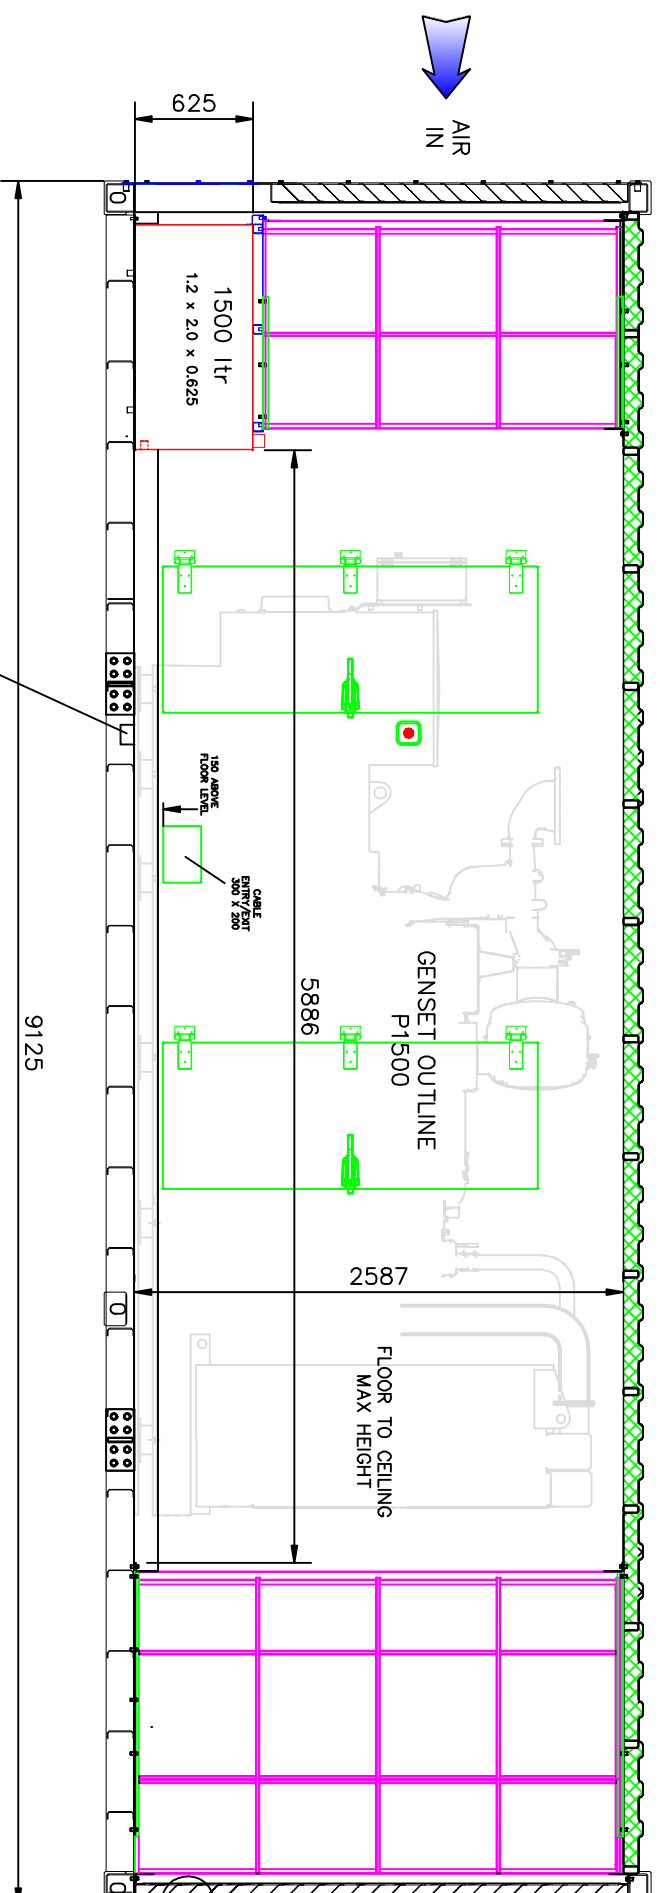 AIR
IN
625
1500 ltr
1.2 x 2.0 x 0.625
150 ABOVE
FLOOR LEVEL
CABLE
ENTRY/EXIT
300 X 200
5886
GENSET OUTLINE
P1500
9125
2587
FLOOR TO CEILING
MAX HEIGHT